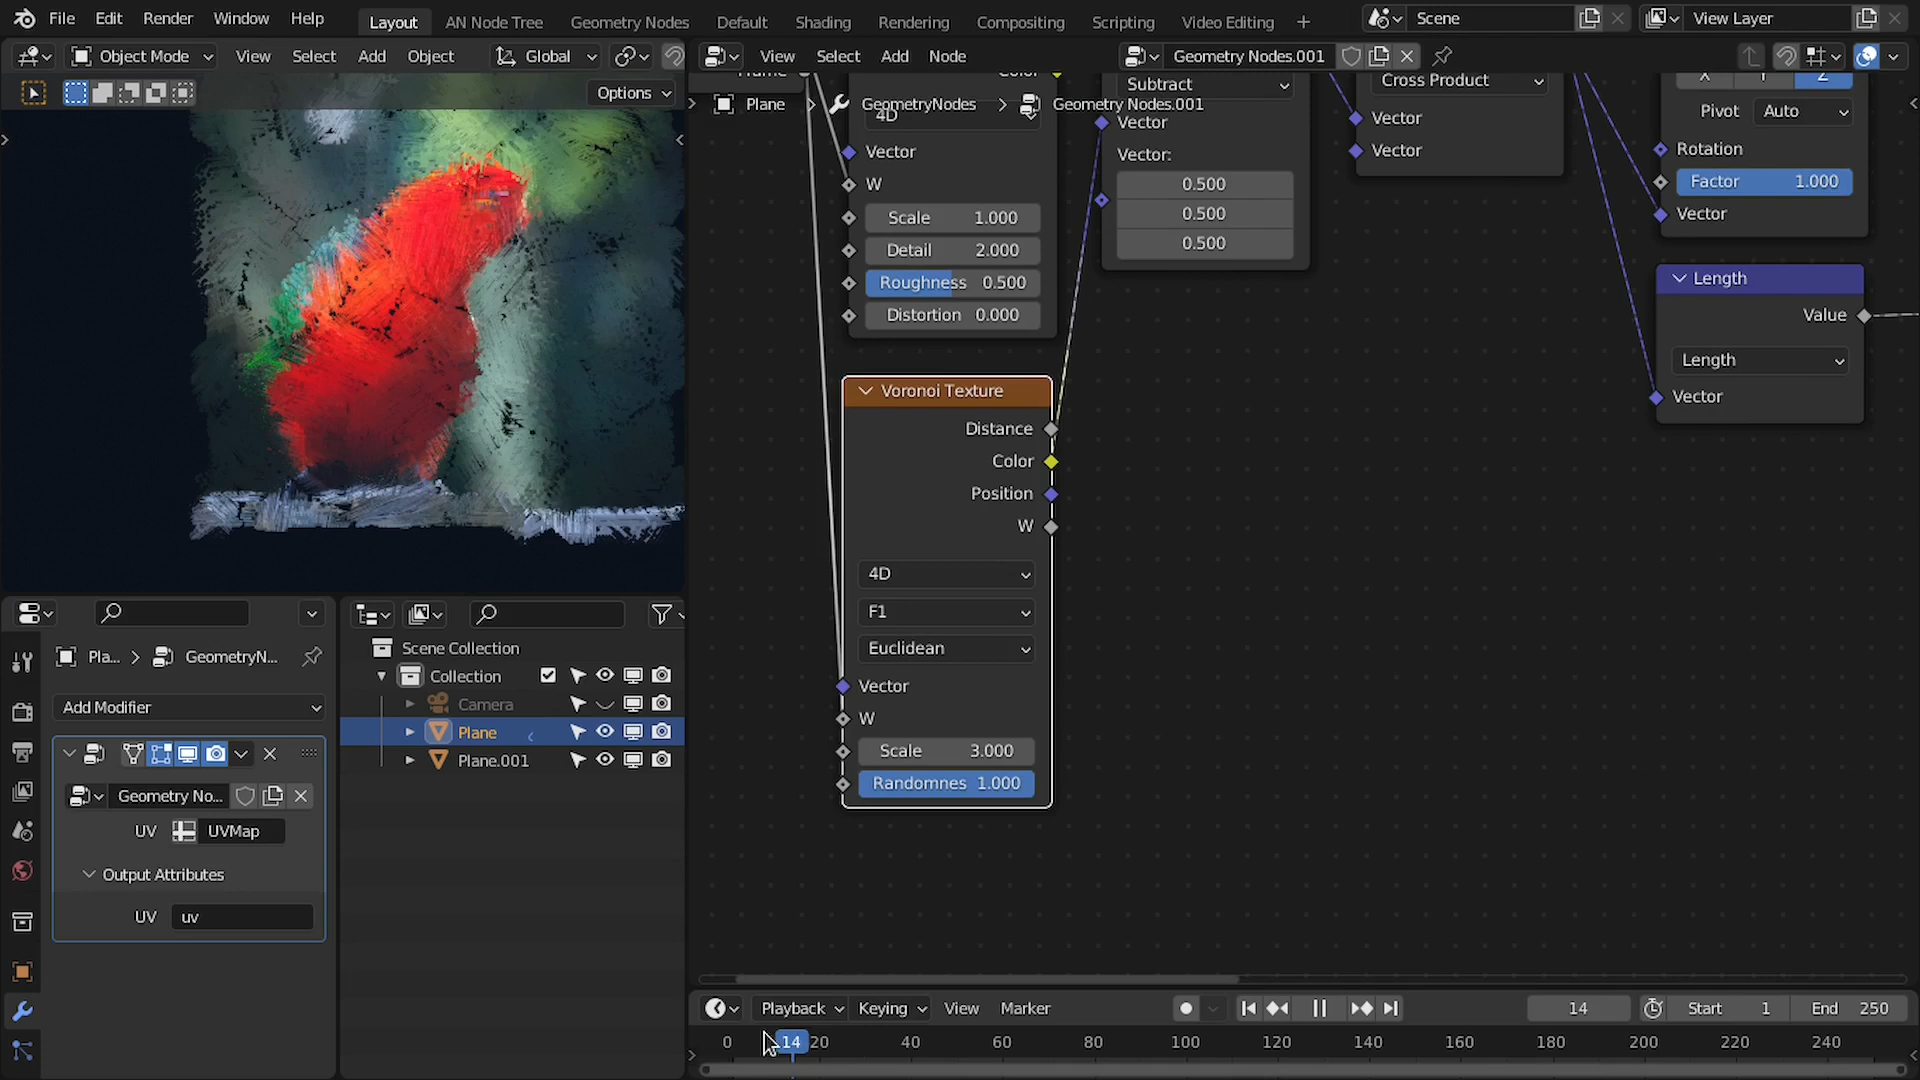 File Edit Render Window Help Layout AN Node Tree Geometry Nodes Default Shading Rendering Compositing Scripting Video Editing + Scene View Layer
Object Mode View Select Add Object Global View Select Add Node Geometry Nodes.001
Options
Plane > GeometryNodes > Geometry Nodes.001
Color
4D
Vector
W
Scale 1.000
Detail 2.000
Roughness 0.500
Distortion 0.000
Subtract
Vector
Vector:
0.500
0.500
0.500
Cross Product
Vector
Vector
X Y Z
Pivot Auto
Rotation
Factor 1.000
Vector
Length
Value
Length
Vector
Voronoi Texture
Distance
Color
Position
W
4D
F1
Euclidean
Vector
W
Scale 3.000
Randomnes 1.000
Pla... > GeometryN...
Add Modifier
Geometry No...
UV UVMap
Output Attributes
UV uv
Scene Collection
Collection
Camera
Plane
Plane.001
Playback Keying View Marker 14 Start 1 End 250
0 14 20 40 60 80 100 120 140 160 180 200 220 240